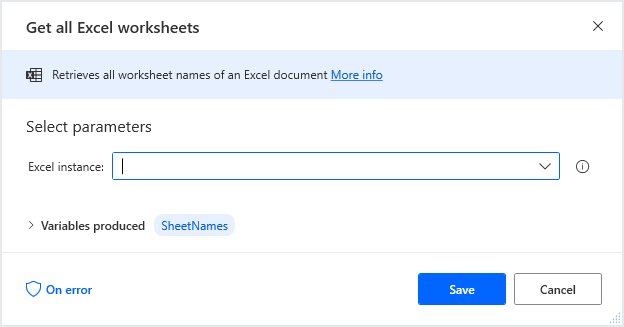 Get all Excel worksheets
Retrieves all worksheet names of an Excel document More info
Select parameters
Excel instance:
Variables produced SheetNames
On error
Save
Cancel